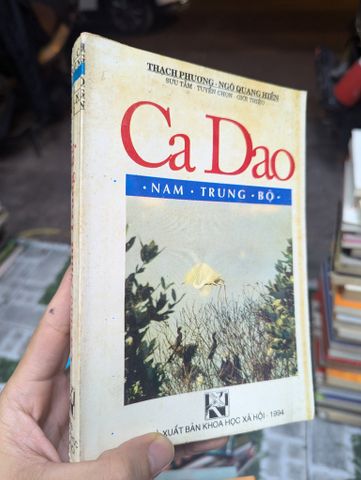 THẠCH PHƯƠNG - NGÔ QUANG HIỂN
SƯU TẦM - TUYỂN CHỌN - GIỚI THIỆU
Ca Dao
• NAM • TRUNG • BỘ •
XUẤT BẢN KHOA HỌC XÃ HỘI - 1994